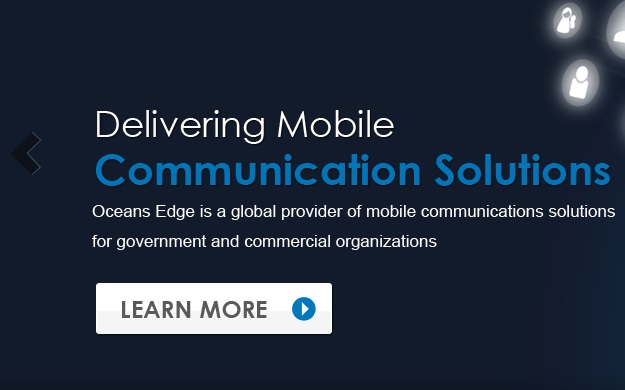 Delivering Mobile
Communication Solutions
Oceans Edge is a global provider of mobile communications solutions
for government and commercial organizations
LEARN MORE